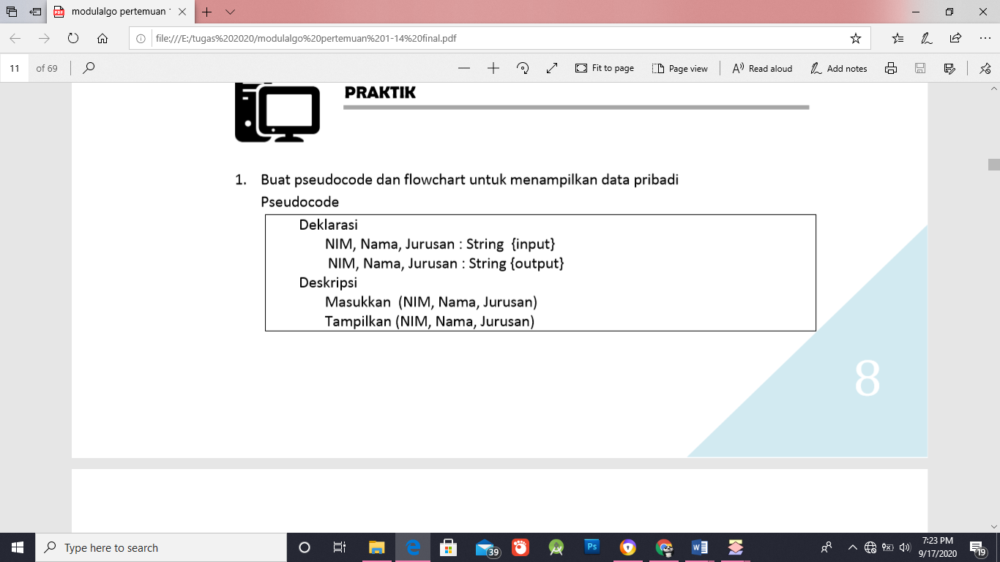 modulalgo pertemuan
file:///E:/tugas%202020/modulalgo%20pertemuan%201-14%20final.pdf
11 of 69 Fit to page Page view Read aloud Add notes
PRAKTIK
1. Buat pseudocode dan flowchart untuk menampilkan data pribadi
Pseudocode
Deklarasi
NIM, Nama, Jurusan : String {input}
NIM, Nama, Jurusan : String {output}
Deskripsi
Masukkan (NIM, Nama, Jurusan)
Tampilkan (NIM, Nama, Jurusan)
8
Type here to search
39
Ps
7:23 PM
9/17/2020
19